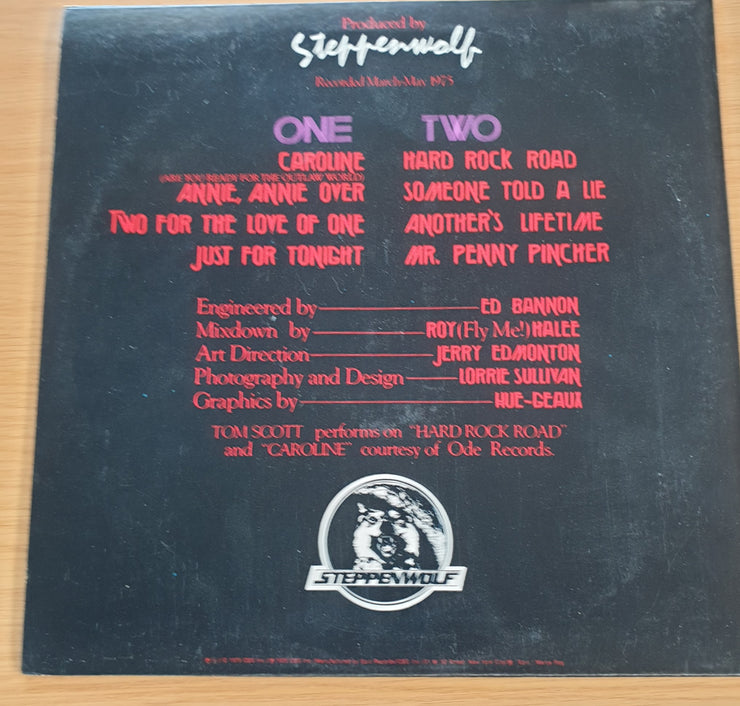 Produced by
Steppenwolf
Recorded March-May 1975
ONE
CAROLINE
(ARE YOU READY FOR THE OUTLAW WORLD)
ANNIE, ANNIE OVER
TWO FOR THE LOVE OF ONE
JUST FOR TONIGHT
TWO
HARD ROCK ROAD
SOMEONE TOLD A LIE
ANOTHER'S LIFETIME
MR. PENNY PINCHER
Engineered by ED BANNON
Mixdown by ROY (Fly Me!) HALEE
Art Direction JERRY EDMONTON
Photography and Design LORRIE SULLIVAN
Graphics by HUE-GEAUX
TOM SCOTT performs on "HARD ROCK ROAD"
and "CAROLINE" courtesy of Ode Records.
STEPPENWOLF